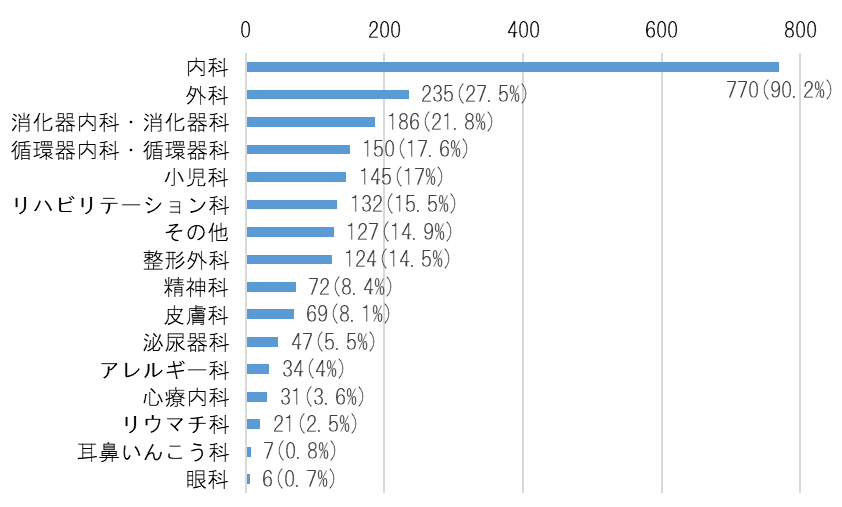 0 200 400 600 800
内科 770(90.2%)
外科 235(27.5%)
消化器内科・消化器科 186(21.8%)
循環器内科・循環器科 150(17.6%)
小児科 145(17%)
リハビリテーション科 132(15.5%)
その他 127(14.9%)
整形外科 124(14.5%)
精神科 72(8.4%)
皮膚科 69(8.1%)
泌尿器科 47(5.5%)
アレルギー科 34(4%)
心療内科 31(3.6%)
リウマチ科 21(2.5%)
耳鼻いんこう科 7(0.8%)
眼科 6(0.7%)